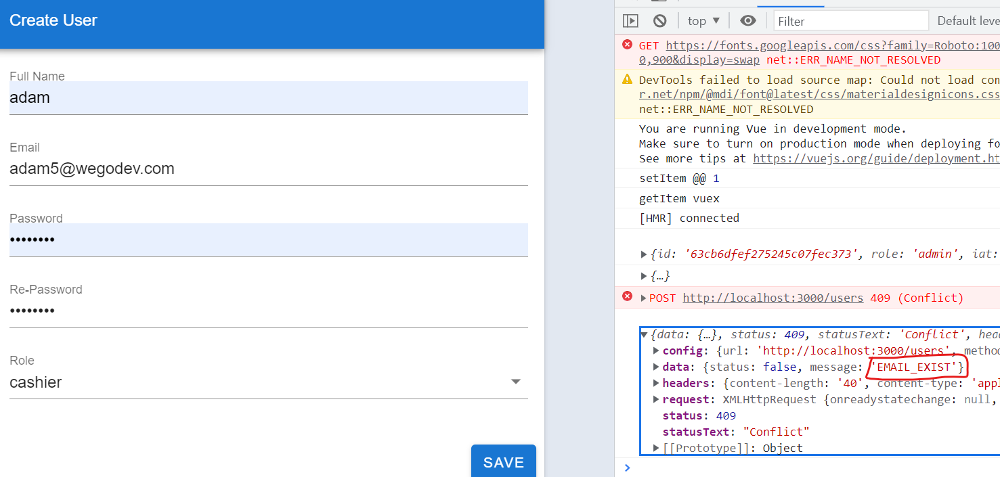 Create User
Full Name
adam
Email
adam5@wegodev.com
Password
••••••••
Re-Password
••••••••
Role
cashier
SAVE
top ▼
Filter
Default leve
GET https://fonts.googleapis.com/css?family=Roboto:100
0,900&display=swap net::ERR_NAME_NOT_RESOLVED
DevTools failed to load source map: Could not load con
r.net/npm/@mdi/font@latest/css/materialdesignicons.css
net::ERR_NAME_NOT_RESOLVED
You are running Vue in development mode.
Make sure to turn on production mode when deploying fo
See more tips at https://vuejs.org/guide/deployment.ht
setItem @@ 1
getItem vuex
[HMR] connected
▶{id: '63cb6dfef275245c07fec373', role: 'admin', iat:
▶{…}
▶POST http://localhost:3000/users 409 (Conflict)
▼{data: {…}, status: 409, statusText: 'Conflict', head
▶config: {url: 'http://localhost:3000/users', method
▶data: {status: false, message: 'EMAIL_EXIST'}
▶headers: {content-length: '40', content-type: 'appl
▶request: XMLHttpRequest {onreadystatechange: null,
status: 409
statusText: "Conflict"
▶[[Prototype]]: Object